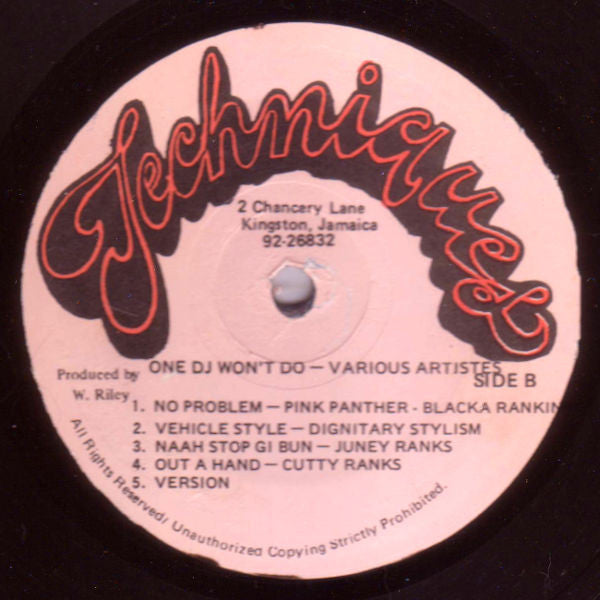 Techniques
2 Chancery Lane
Kingston, Jamaica
92-26832
ONE DJ WON'T DO — VARIOUS ARTISTES
Produced by
W. Riley
SIDE B
1. NO PROBLEM — PINK PANTHER - BLACKA RANKIN
2. VEHICLE STYLE — DIGNITARY STYLISM
3. NAAH STOP GI BUN — JUNEY RANKS
4. OUT A HAND — CUTTY RANKS
5. VERSION
All Rights Reserved/ Unauthorized Copying Strictly Prohibited.